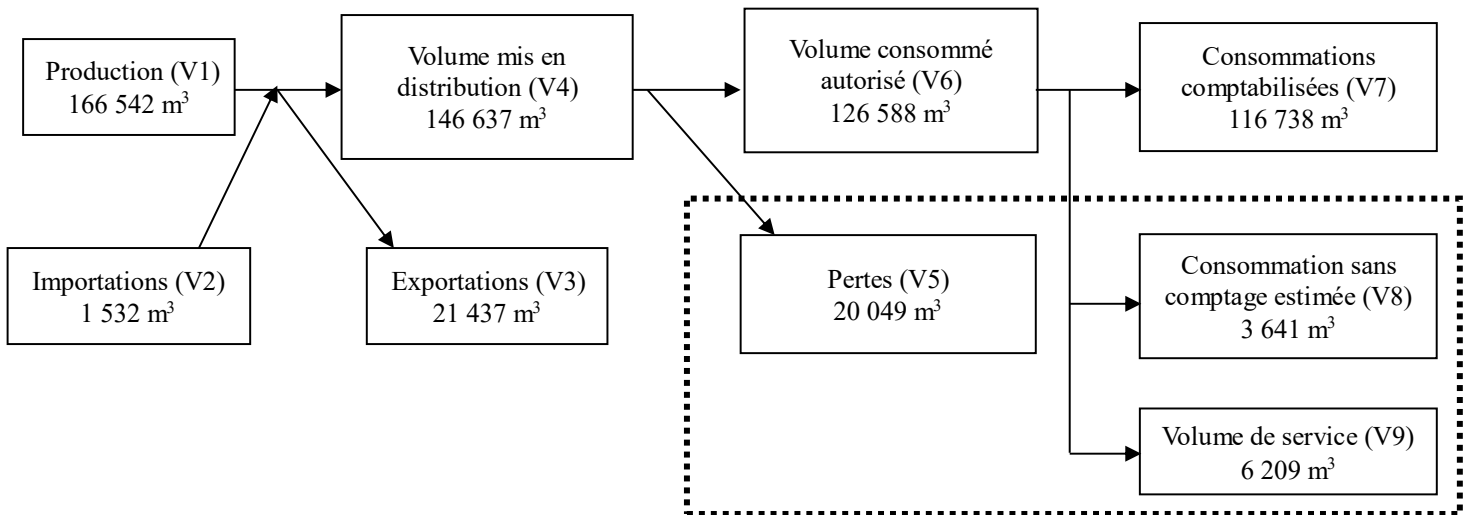 Production (V1)
166 542 m³
Volume mis en
distribution (V4)
146 637 m³
Volume consommé
autorisé (V6)
126 588 m³
Consommations
comptabilisées (V7)
116 738 m³
Importations (V2)
1 532 m³
Exportations (V3)
21 437 m³
Pertes (V5)
20 049 m³
Consommation sans
comptage estimée (V8)
3 641 m³
Volume de service (V9)
6 209 m³